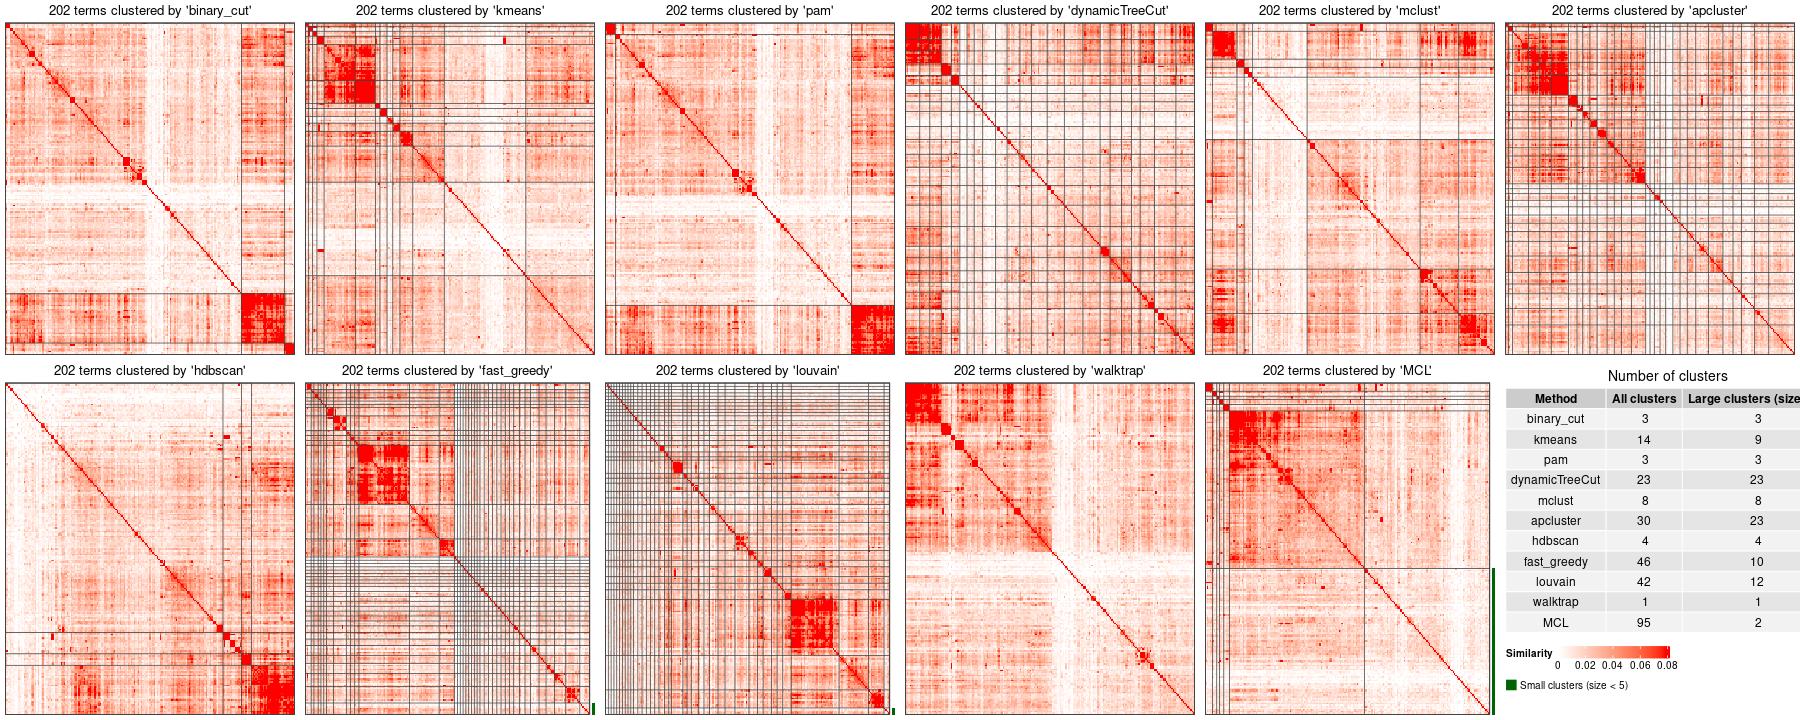 202 terms clustered by 'binary_cut'
202 terms clustered by 'kmeans'
202 terms clustered by 'pam'
202 terms clustered by 'dynamicTreeCut'
202 terms clustered by 'mclust'
202 terms clustered by 'apcluster'
202 terms clustered by 'hdbscan'
202 terms clustered by 'fast_greedy'
202 terms clustered by 'louvain'
202 terms clustered by 'walktrap'
202 terms clustered by 'MCL'
Number of clusters
Method All clusters Large clusters (size
binary_cut 3 3
kmeans 14 9
pam 3 3
dynamicTreeCut 23 23
mclust 8 8
apcluster 30 23
hdbscan 4 4
fast_greedy 46 10
louvain 42 12
walktrap 1 1
MCL 95 2
Similarity
0 0.02 0.04 0.06 0.08
Small clusters (size < 5)